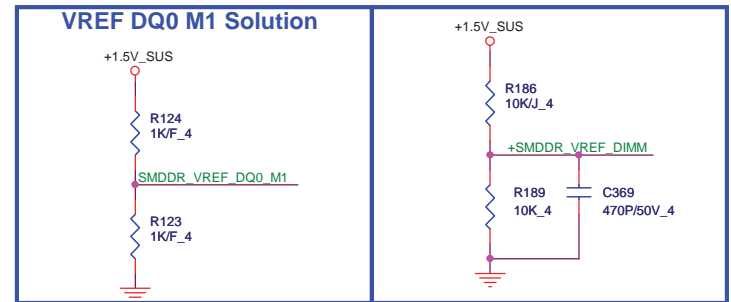 VREF DQ0 M1 Solution
+1.5V_SUS
R124
1K/F_4
SMDDR_VREF_DQ0_M1
R123
1K/F_4
+1.5V_SUS
R186
10K/J_4
+SMDDR_VREF_DIMM
R189
10K_4
C369
470P/50V_4